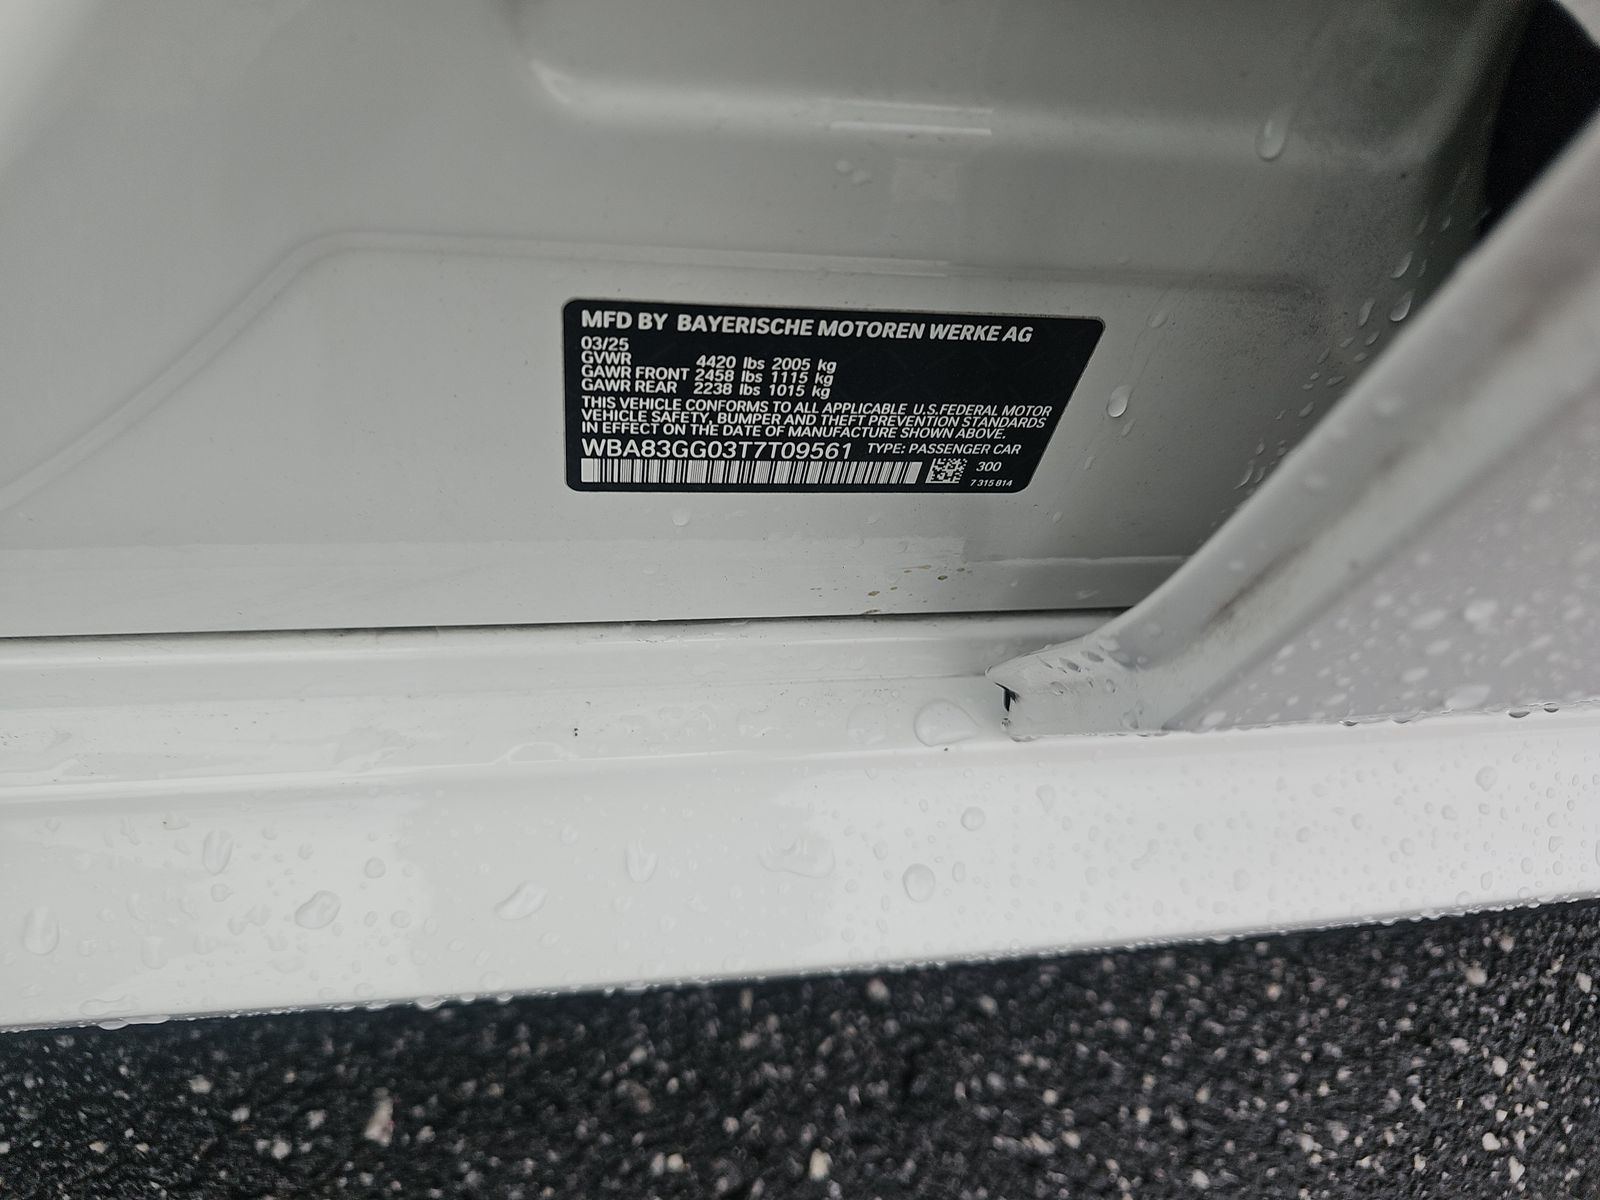 MFD BY BAYERISCHE MOTOREN WERKE AG
03/25
GVWR 4420 lbs 2005 kg
GAWR FRONT 2458 lbs 1115 kg
GAWR REAR 2238 lbs 1015 kg
THIS VEHICLE CONFORMS TO ALL APPLICABLE U.S.FEDERAL MOTOR
VEHICLE SAFETY, BUMPER AND THEFT PREVENTION STANDARDS
IN EFFECT ON THE DATE OF MANUFACTURE SHOWN ABOVE.
WBA83GG03T7T09561 TYPE: PASSENGER CAR
300
7 315 814